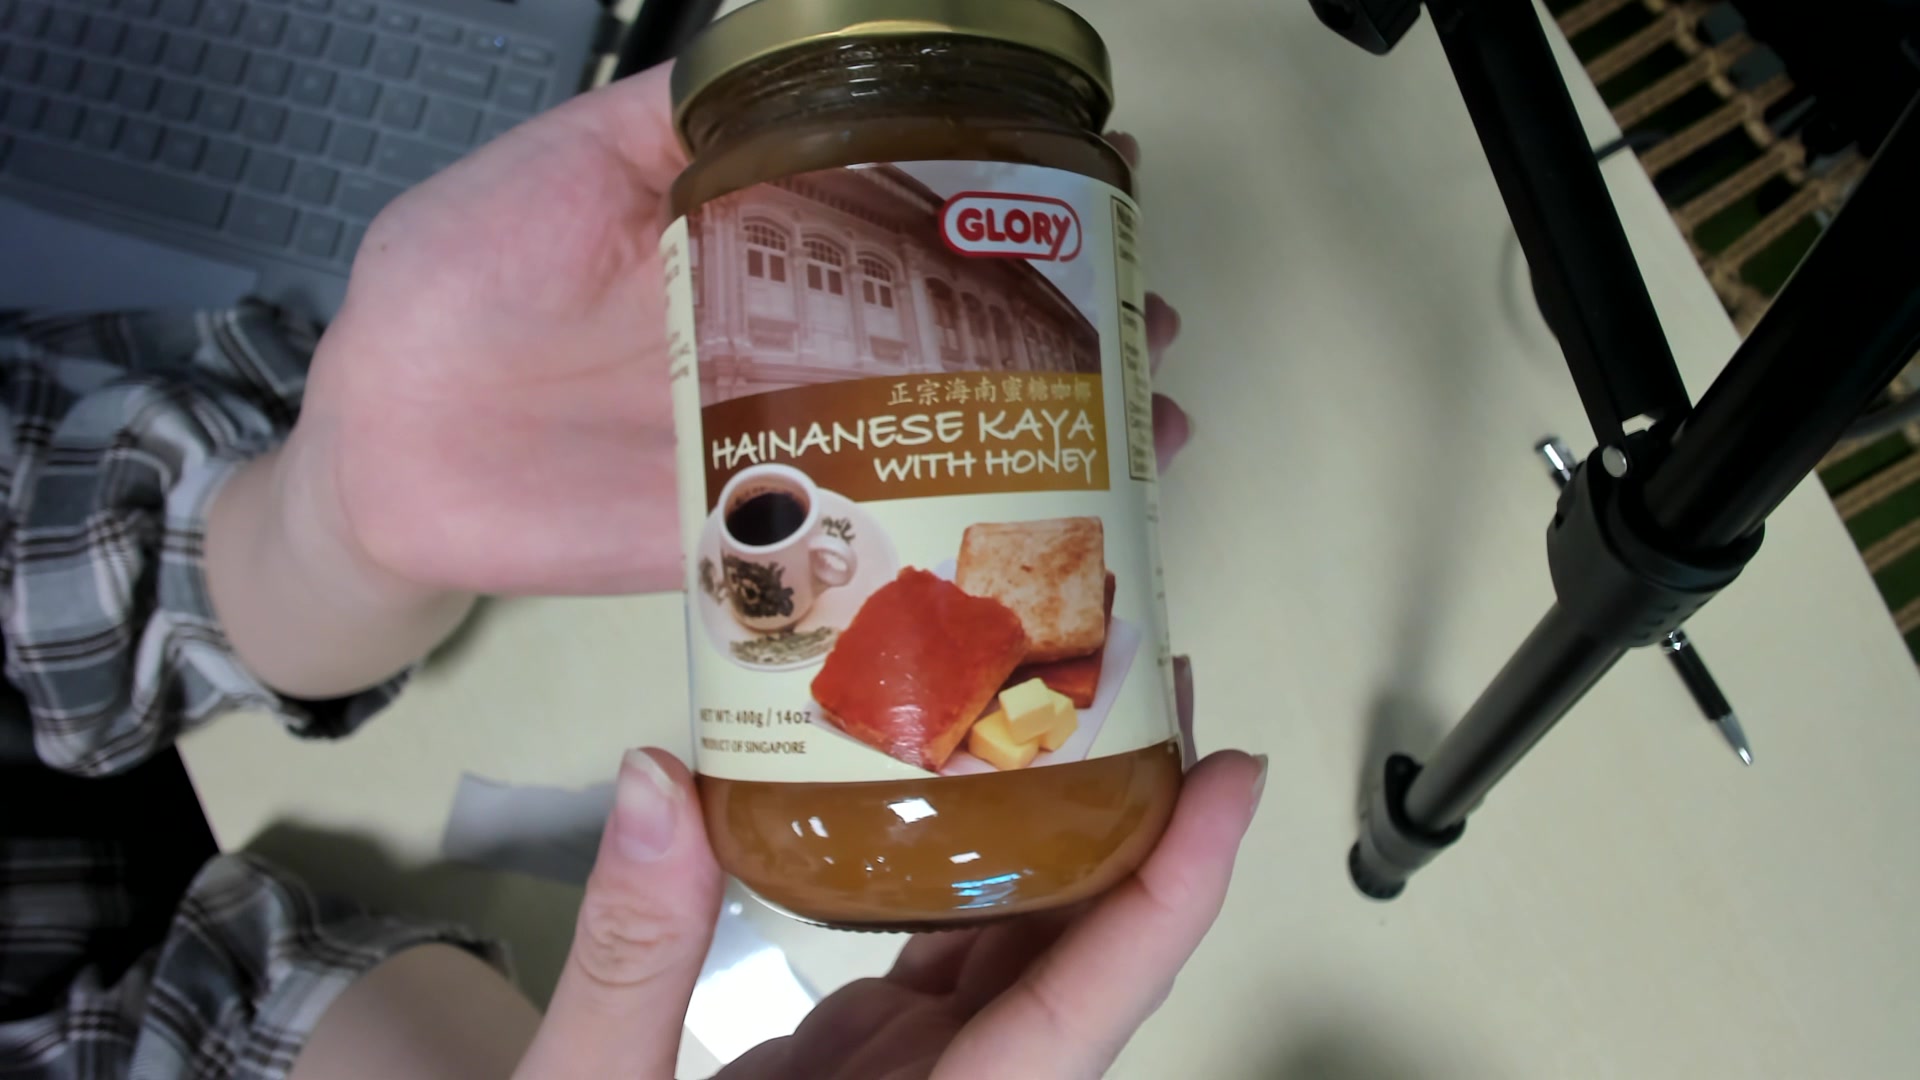 GLORY
正宗海南蜜糖咖椰
HAINANESE KAYA
WITH HONEY
NET WT: 400g / 14oz
PRODUCT OF SINGAPORE